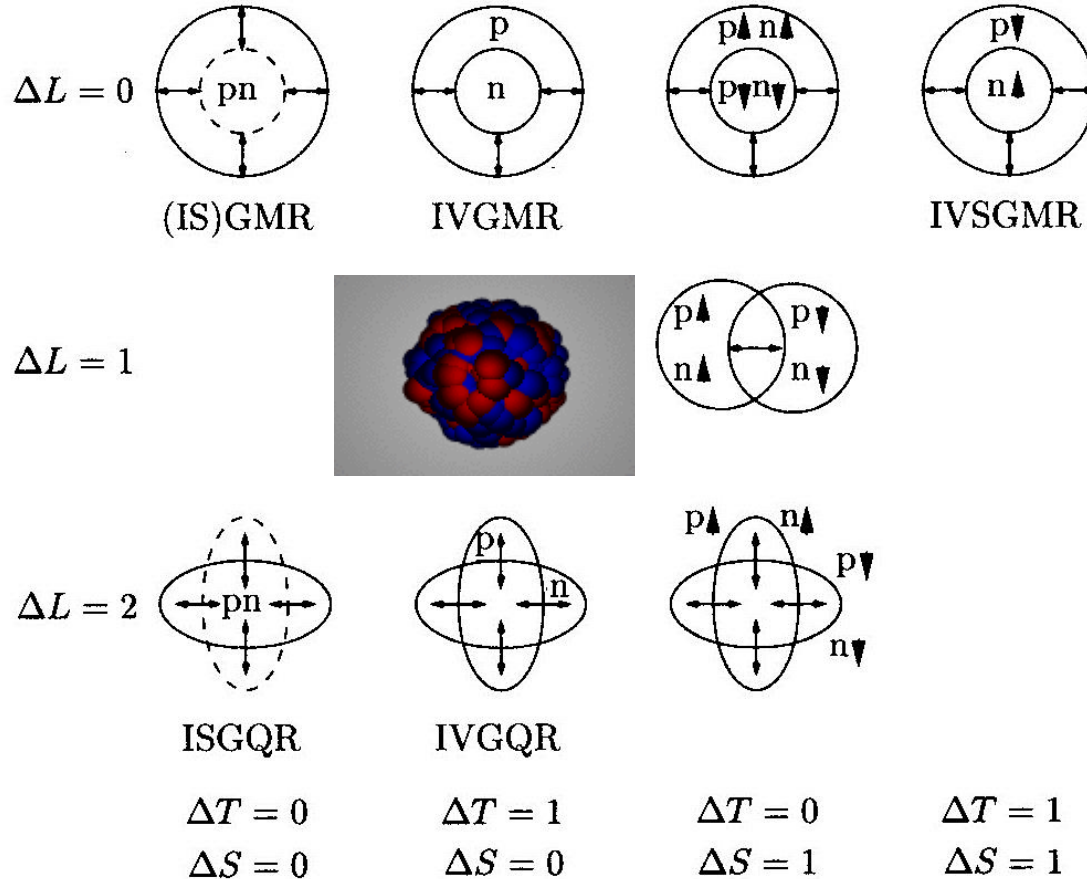 ΔL = 0
pn
p
n
p▲ n▲
p▼ n▼
p▼
n▲
(IS)GMR
IVGMR
IVSGMR
ΔL = 1
p▲
p▼
n▲
n▼
ΔL = 2
pn
p
n
p▲
n▲
p▼
n▼
ISGQR
IVGQR
ΔT = 0
ΔT = 1
ΔT = 0
ΔT = 1
ΔS = 0
ΔS = 0
ΔS = 1
ΔS = 1